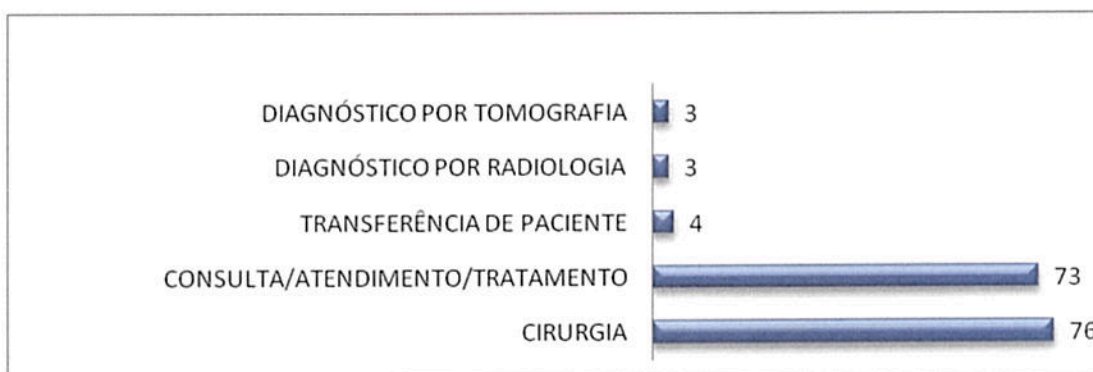 DIAGNÓSTICO POR TOMOGRAFIA 3
DIAGNÓSTICO POR RADIOLOGIA 3
TRANSFERÊNCIA DE PACIENTE 4
CONSULTA/ATENDIMENTO/TRATAMENTO 73
CIRURGIA 76